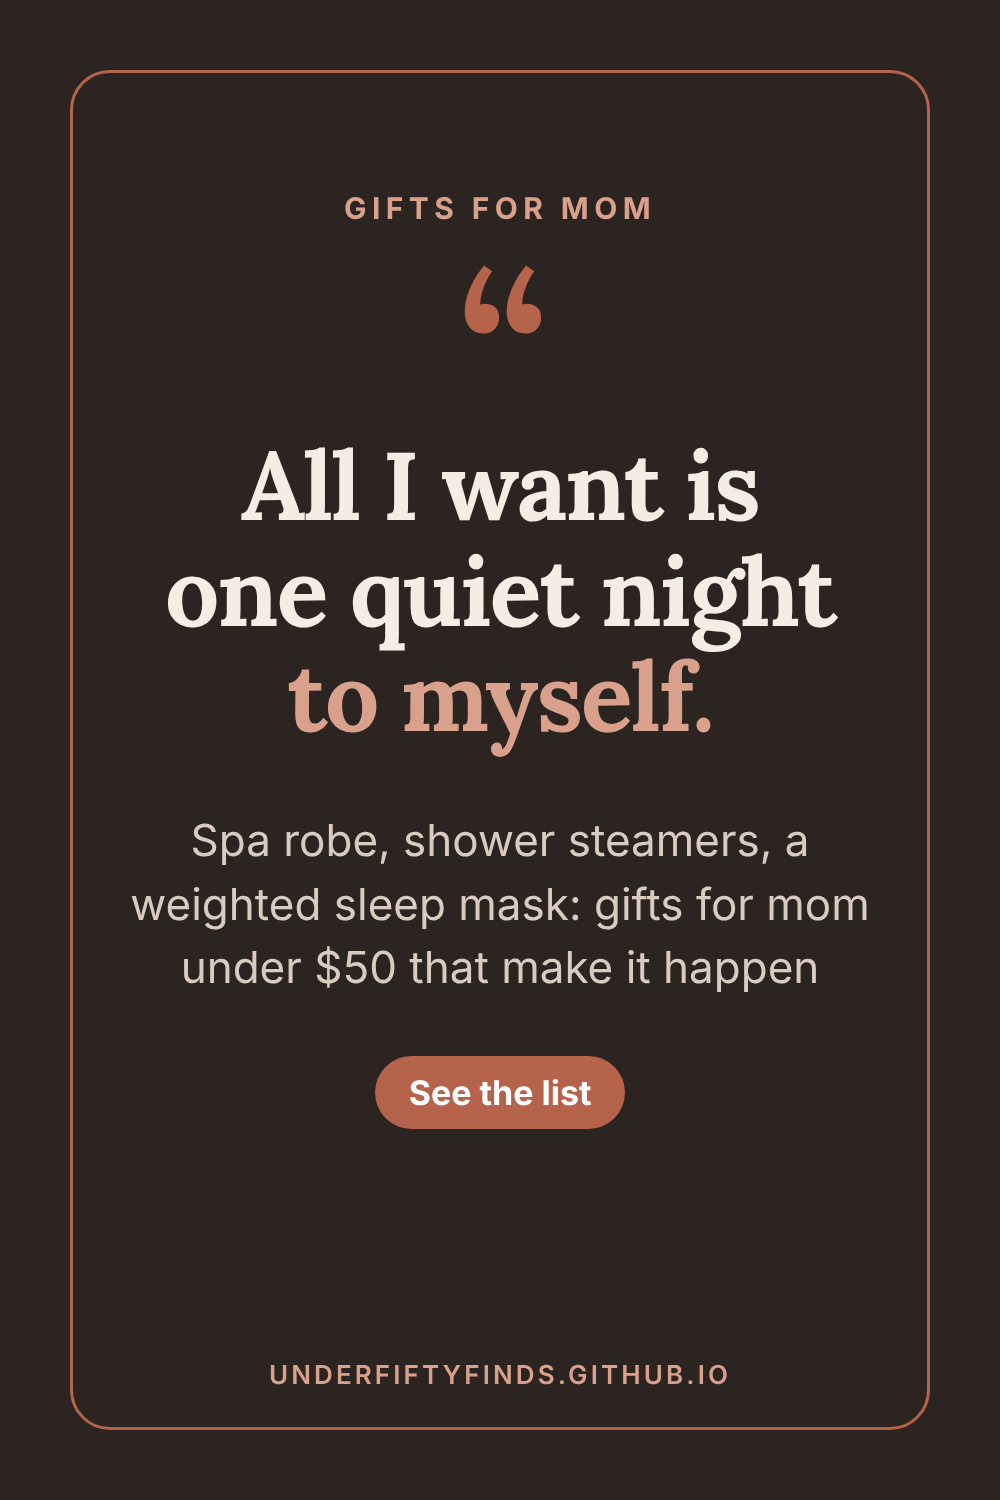 GIFTS FOR MOM
“
All I want is
one quiet night
to myself.
Spa robe, shower steamers, a
weighted sleep mask: gifts for mom
under $50 that make it happen
See the list
UNDERFIFTYFINDS.GITHUB.IO